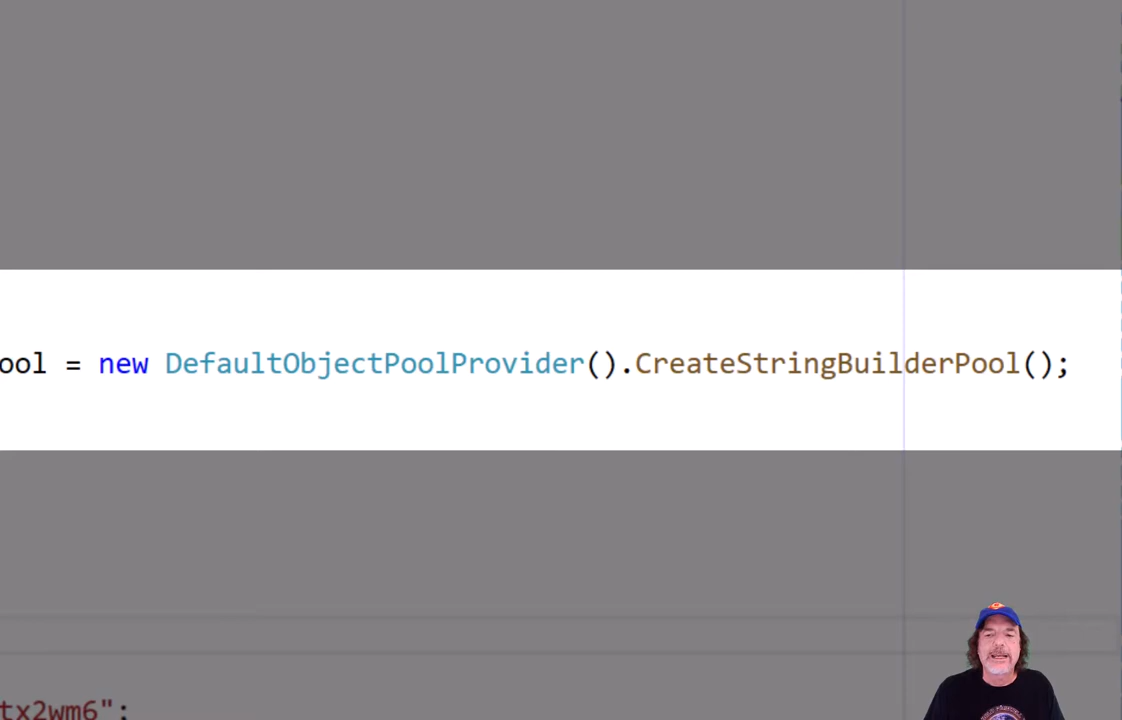 ool = new DefaultObjectPoolProvider().CreateStringBuilderPool();
tx2wm6";